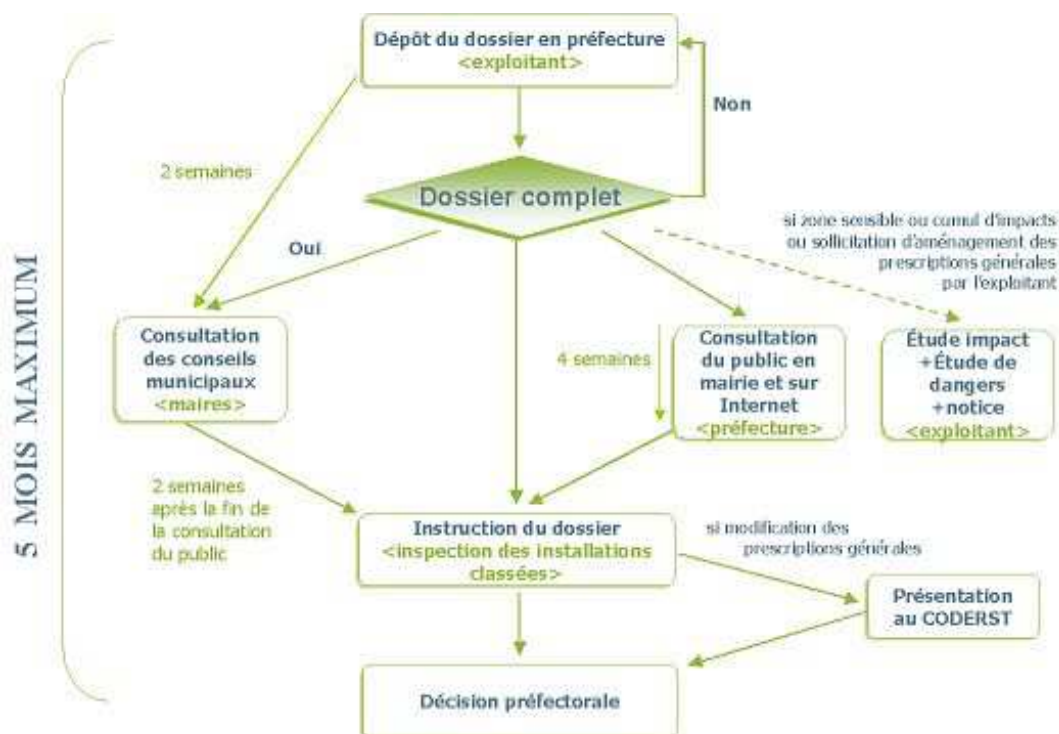 5 MOIS MAXIMUM
Dépôt du dossier en préfecture
<exploitant>
Non
2 semaines
Dossier complet
Oui
si zone sensible ou cumul d'impacts
ou sollicitation d'aménagement des
prescriptions générales
par l'exploitant
Consultation
des conseils
municipaux
<maires>
4 semaines
Consultation
du public en
mairie et sur
Internet
<préfecture>
Étude impact
+Étude de
dangers
+notice
<exploitant>
2 semaines
après la fin de
la consultation
du public
Instruction du dossier
<inspection des installations
classées>
si modification des
prescriptions générales
Présentation
au CODERST
Décision préfectorale